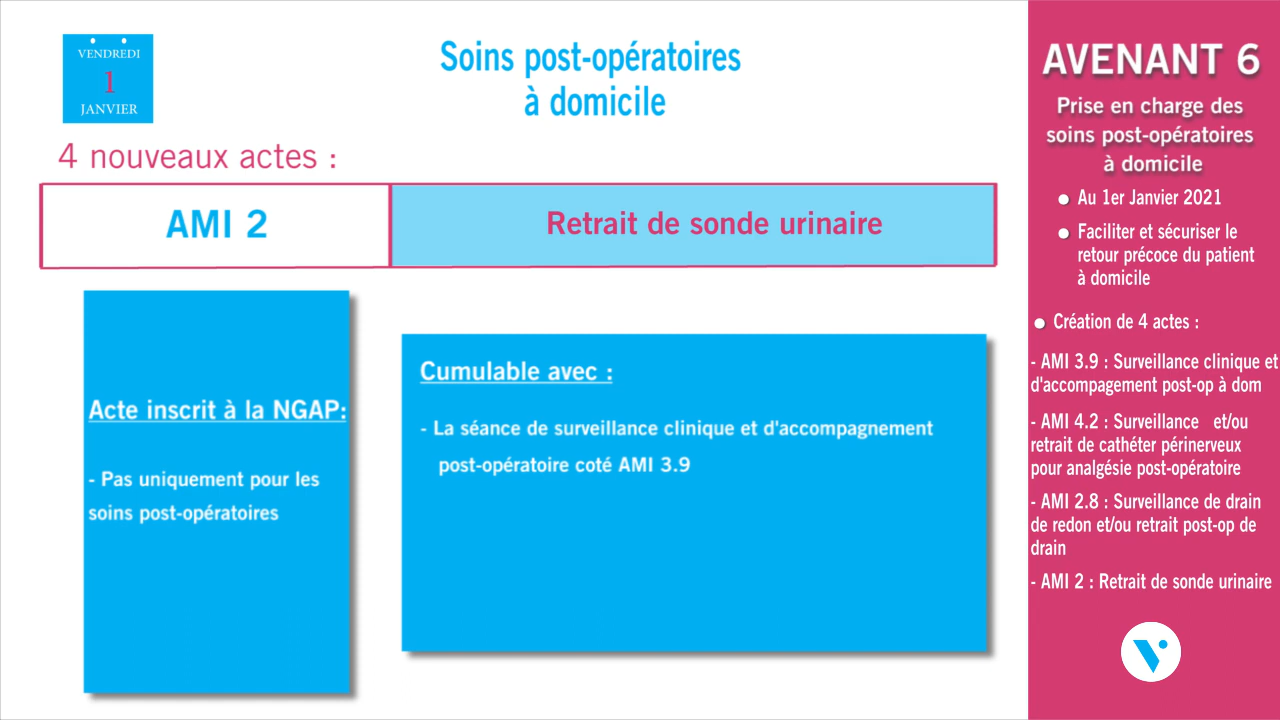 VENDREDI
1
JANVIER
Soins post-opératoires
à domicile
4 nouveaux actes :
AMI 2
Retrait de sonde urinaire
Acte inscrit à la NGAP:
- Pas uniquement pour les
soins post-opératoires
Cumulable avec :
- La séance de surveillance clinique et d'accompagnement
post-opératoire coté AMI 3.9
AVENANT 6
Prise en charge des
soins post-opératoires
à domicile
● Au 1er Janvier 2021
● Faciliter et sécuriser le
retour précoce du patient
à domicile
● Création de 4 actes :
- AMI 3.9 : Surveillance clinique et
d'accompagement post-op à dom
- AMI 4.2 : Surveillance et/ou
retrait de cathéter périnerveux
pour analgésie post-opératoire
- AMI 2.8 : Surveillance de drain
de redon et/ou retrait post-op de
drain
- AMI 2 : Retrait de sonde urinaire